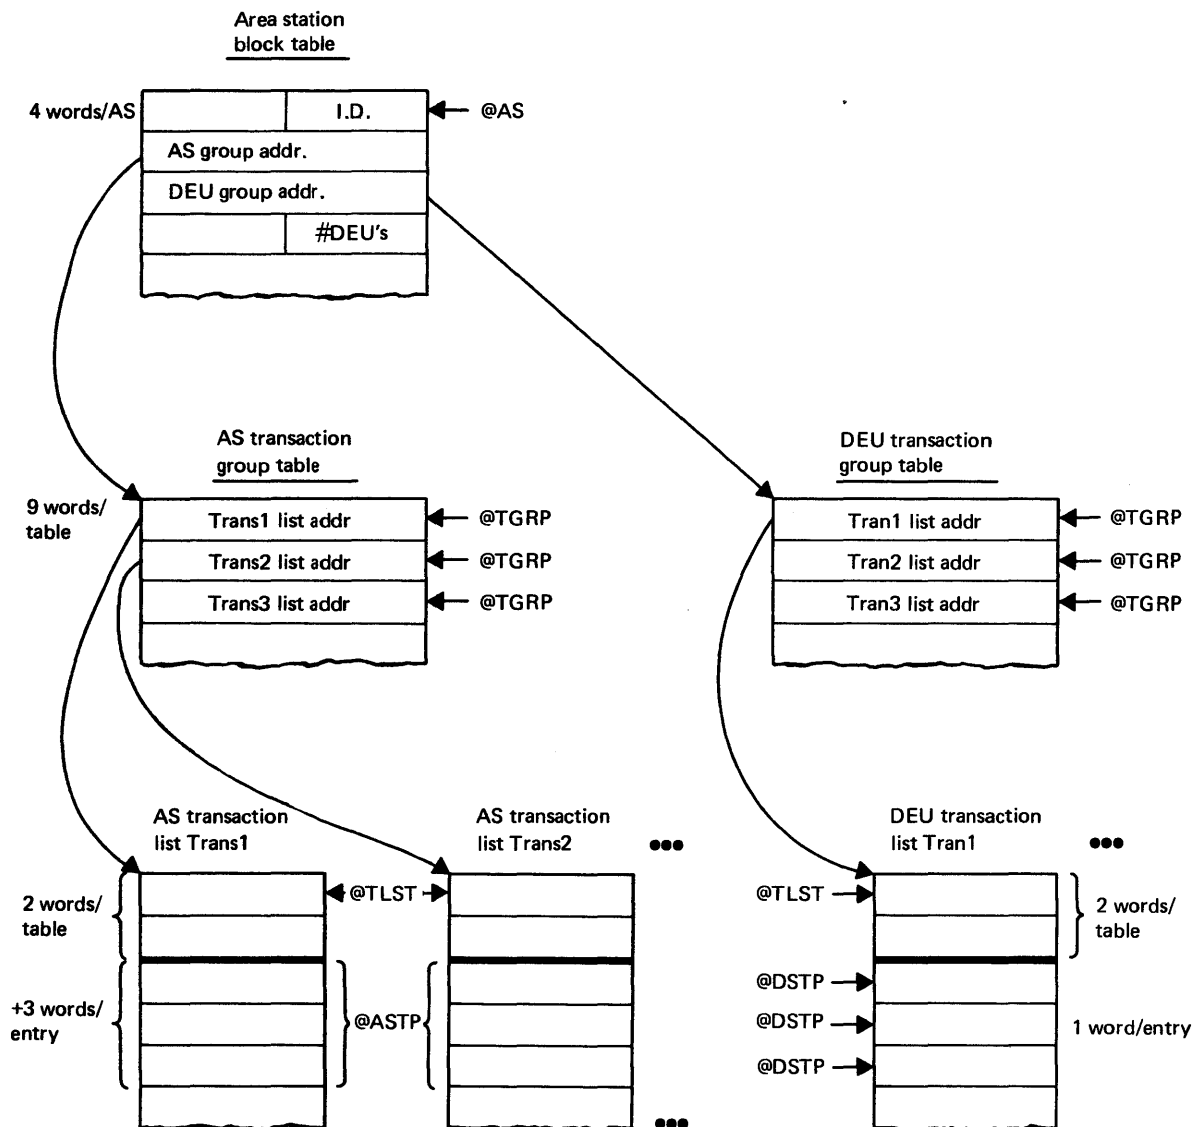 Area station
block table
4 words/AS
I.D.
@AS
AS group addr.
DEU group addr.
#DEU's
AS transaction
group table
DEU transaction
group table
9 words/
table
Trans1 list addr
@TGRP
Trans2 list addr
@TGRP
Trans3 list addr
@TGRP
Tran1 list addr
@TGRP
Tran2 list addr
@TGRP
Tran3 list addr
@TGRP
AS transaction
list Trans1
AS transaction
list Trans2
•••
DEU transaction
list Tran1
•••
2 words/
table
@TLST
@TLST
2 words/
table
+3 words/
entry
@ASTP
@DSTP
@DSTP
@DSTP
1 word/entry
•••